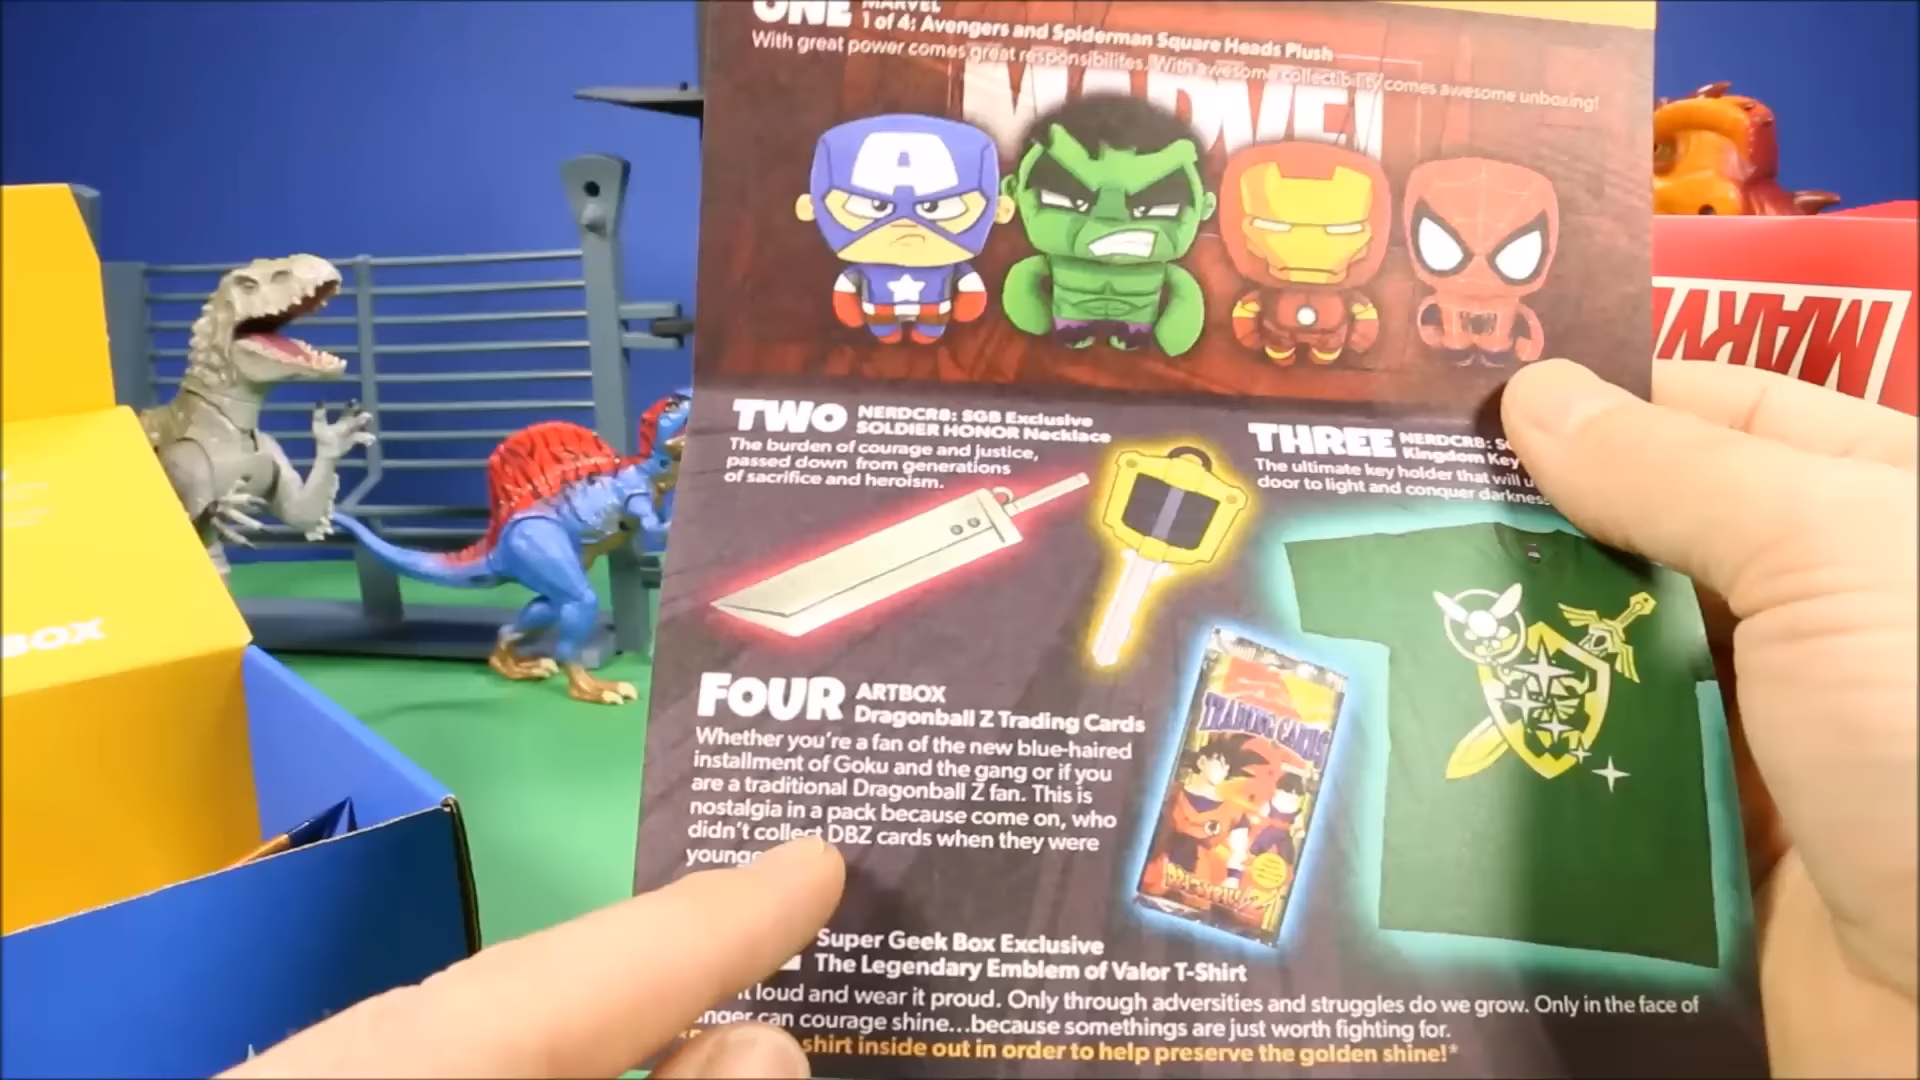 ONE MARVEL
1 of 4: Avengers and Spiderman Square Heads Plush
With great power comes great responsibilites. With awesome collectibility comes awesome unboxing!
MARVEL
A
TWO NERDCR8: SGB Exclusive
SOLDIER HONOR Necklace
The burden of courage and justice,
passed down from generations
of sacrifice and heroism.
THREE NERDCR8:
Kingdom Key
The ultimate key holder that will
door to light and conquer darkness
FOUR ARTBOX
Dragonball Z Trading Cards
Whether you're a fan of the new blue-haired
installment of Goku and the gang or if you
are a traditional Dragonball Z fan. This is
nostalgia in a pack because come on, who
didn't collect DBZ cards when they were
TRADING CARDS
Super Geek Box Exclusive
The Legendary Emblem of Valor T-Shirt
loud and wear it proud. Only through adversities and struggles do we grow. Only in the face of
can courage shine...because somethings are just worth fighting for.
shirt inside out in order to help preserve the golden shine!*
BOX
MARV